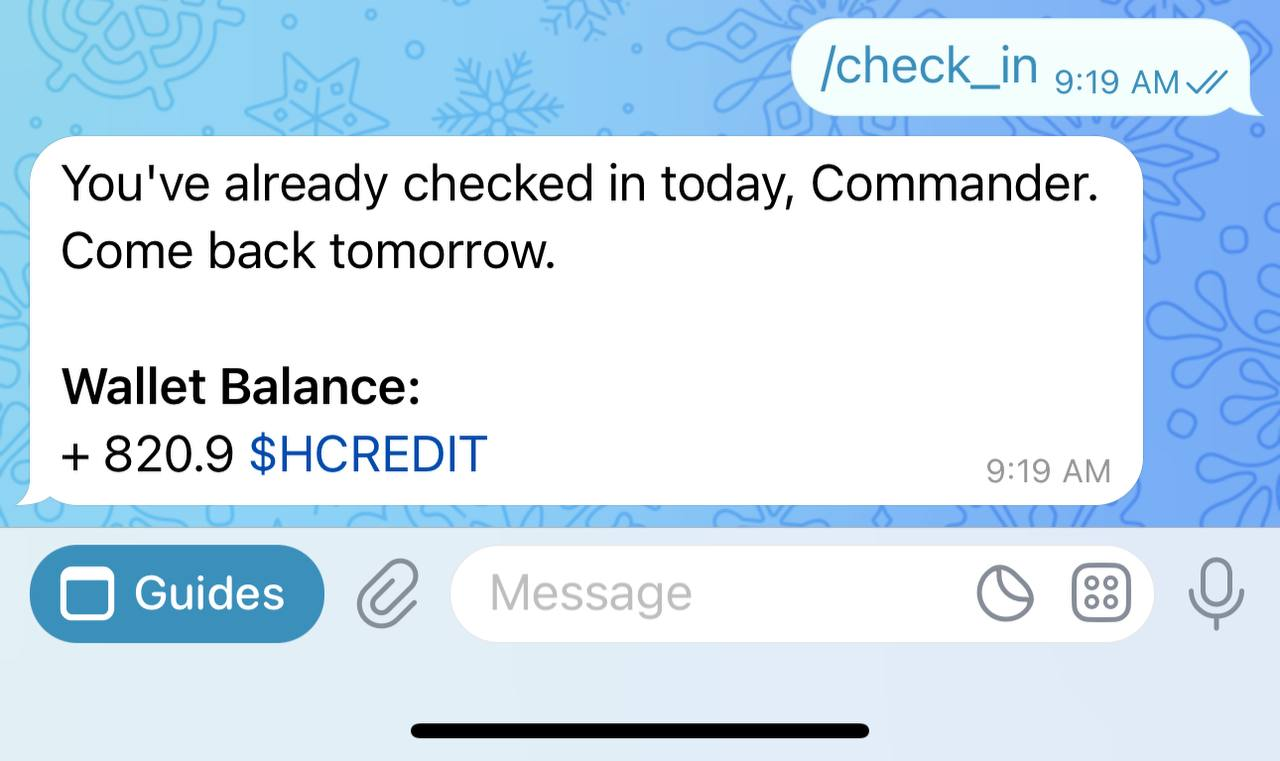 /check_in 9:19 AM
You've already checked in today, Commander.
Come back tomorrow.
Wallet Balance:
+ 820.9 $HCREDIT
9:19 AM
Guides
Message